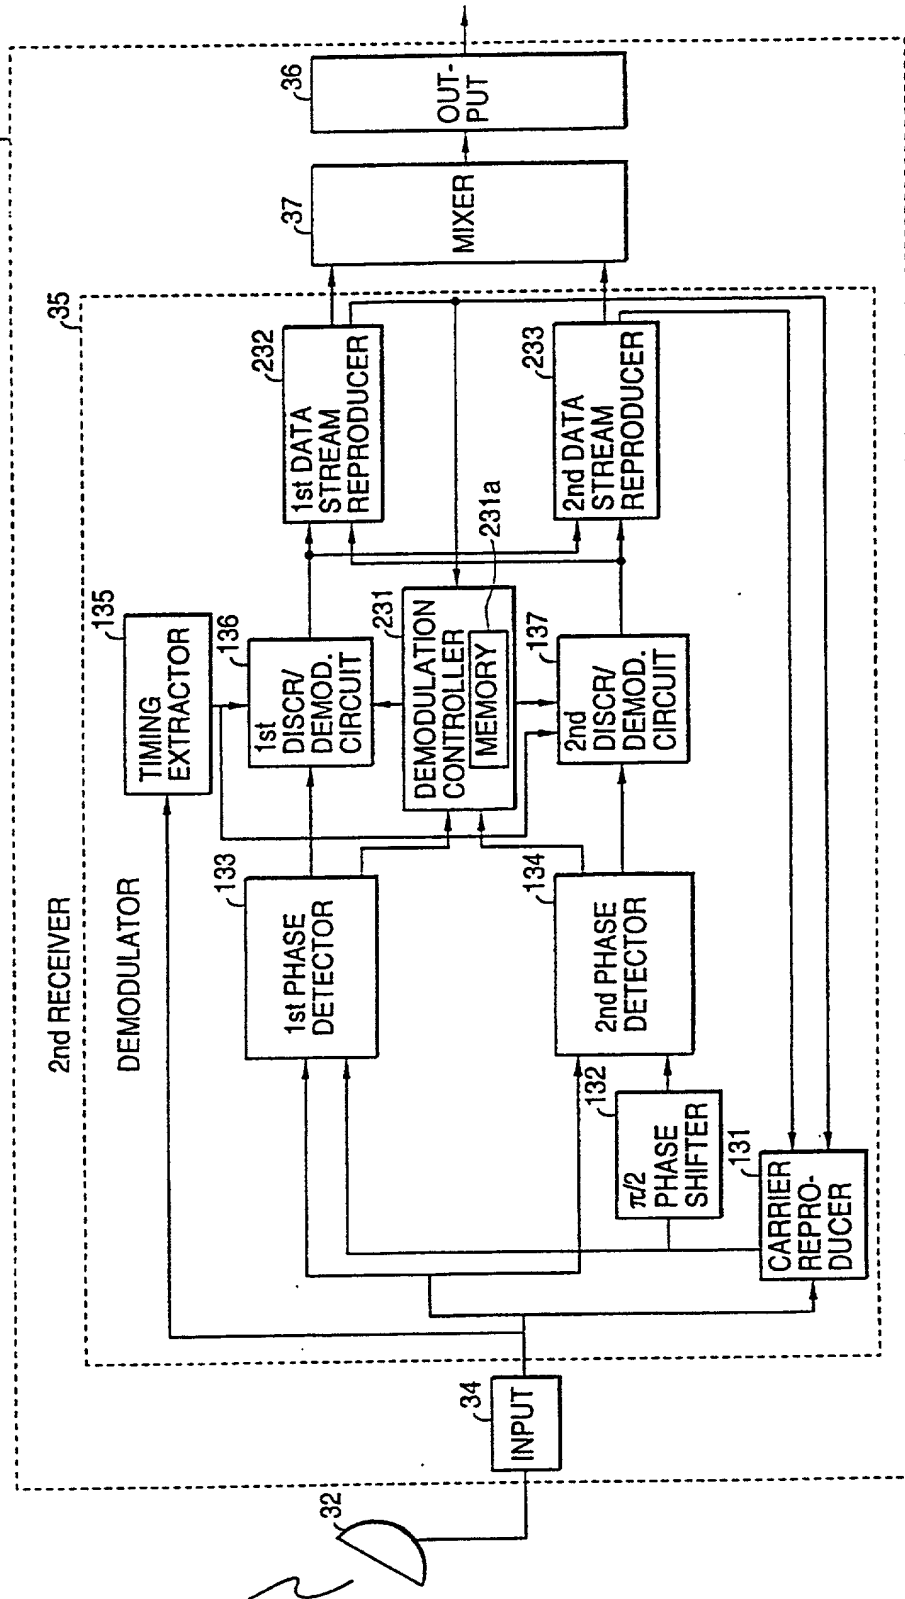 2nd RECEIVER
35
DEMODULATOR
32
34
INPUT
135
TIMING
EXTRACTOR
133
1st PHASE
DETECTOR
136
1st
DISCR/
DEMOD.
CIRCUIT
232
1st DATA
STREAM
REPRODUCER
37
MIXER
36
OUT-
PUT
231
DEMODULATION
CONTROLLER
MEMORY
231a
134
2nd PHASE
DETECTOR
137
2nd
DISCR/
DEMOD.
CIRCUIT
233
2nd DATA
STREAM
REPRODUCER
132
π/2
PHASE
SHIFTER
131
CARRIER
REPRO-
DUCER